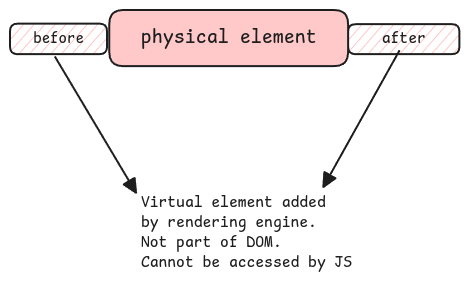 before
physical element
after
Virtual element added
by rendering engine.
Not part of DOM.
Cannot be accessed by JS